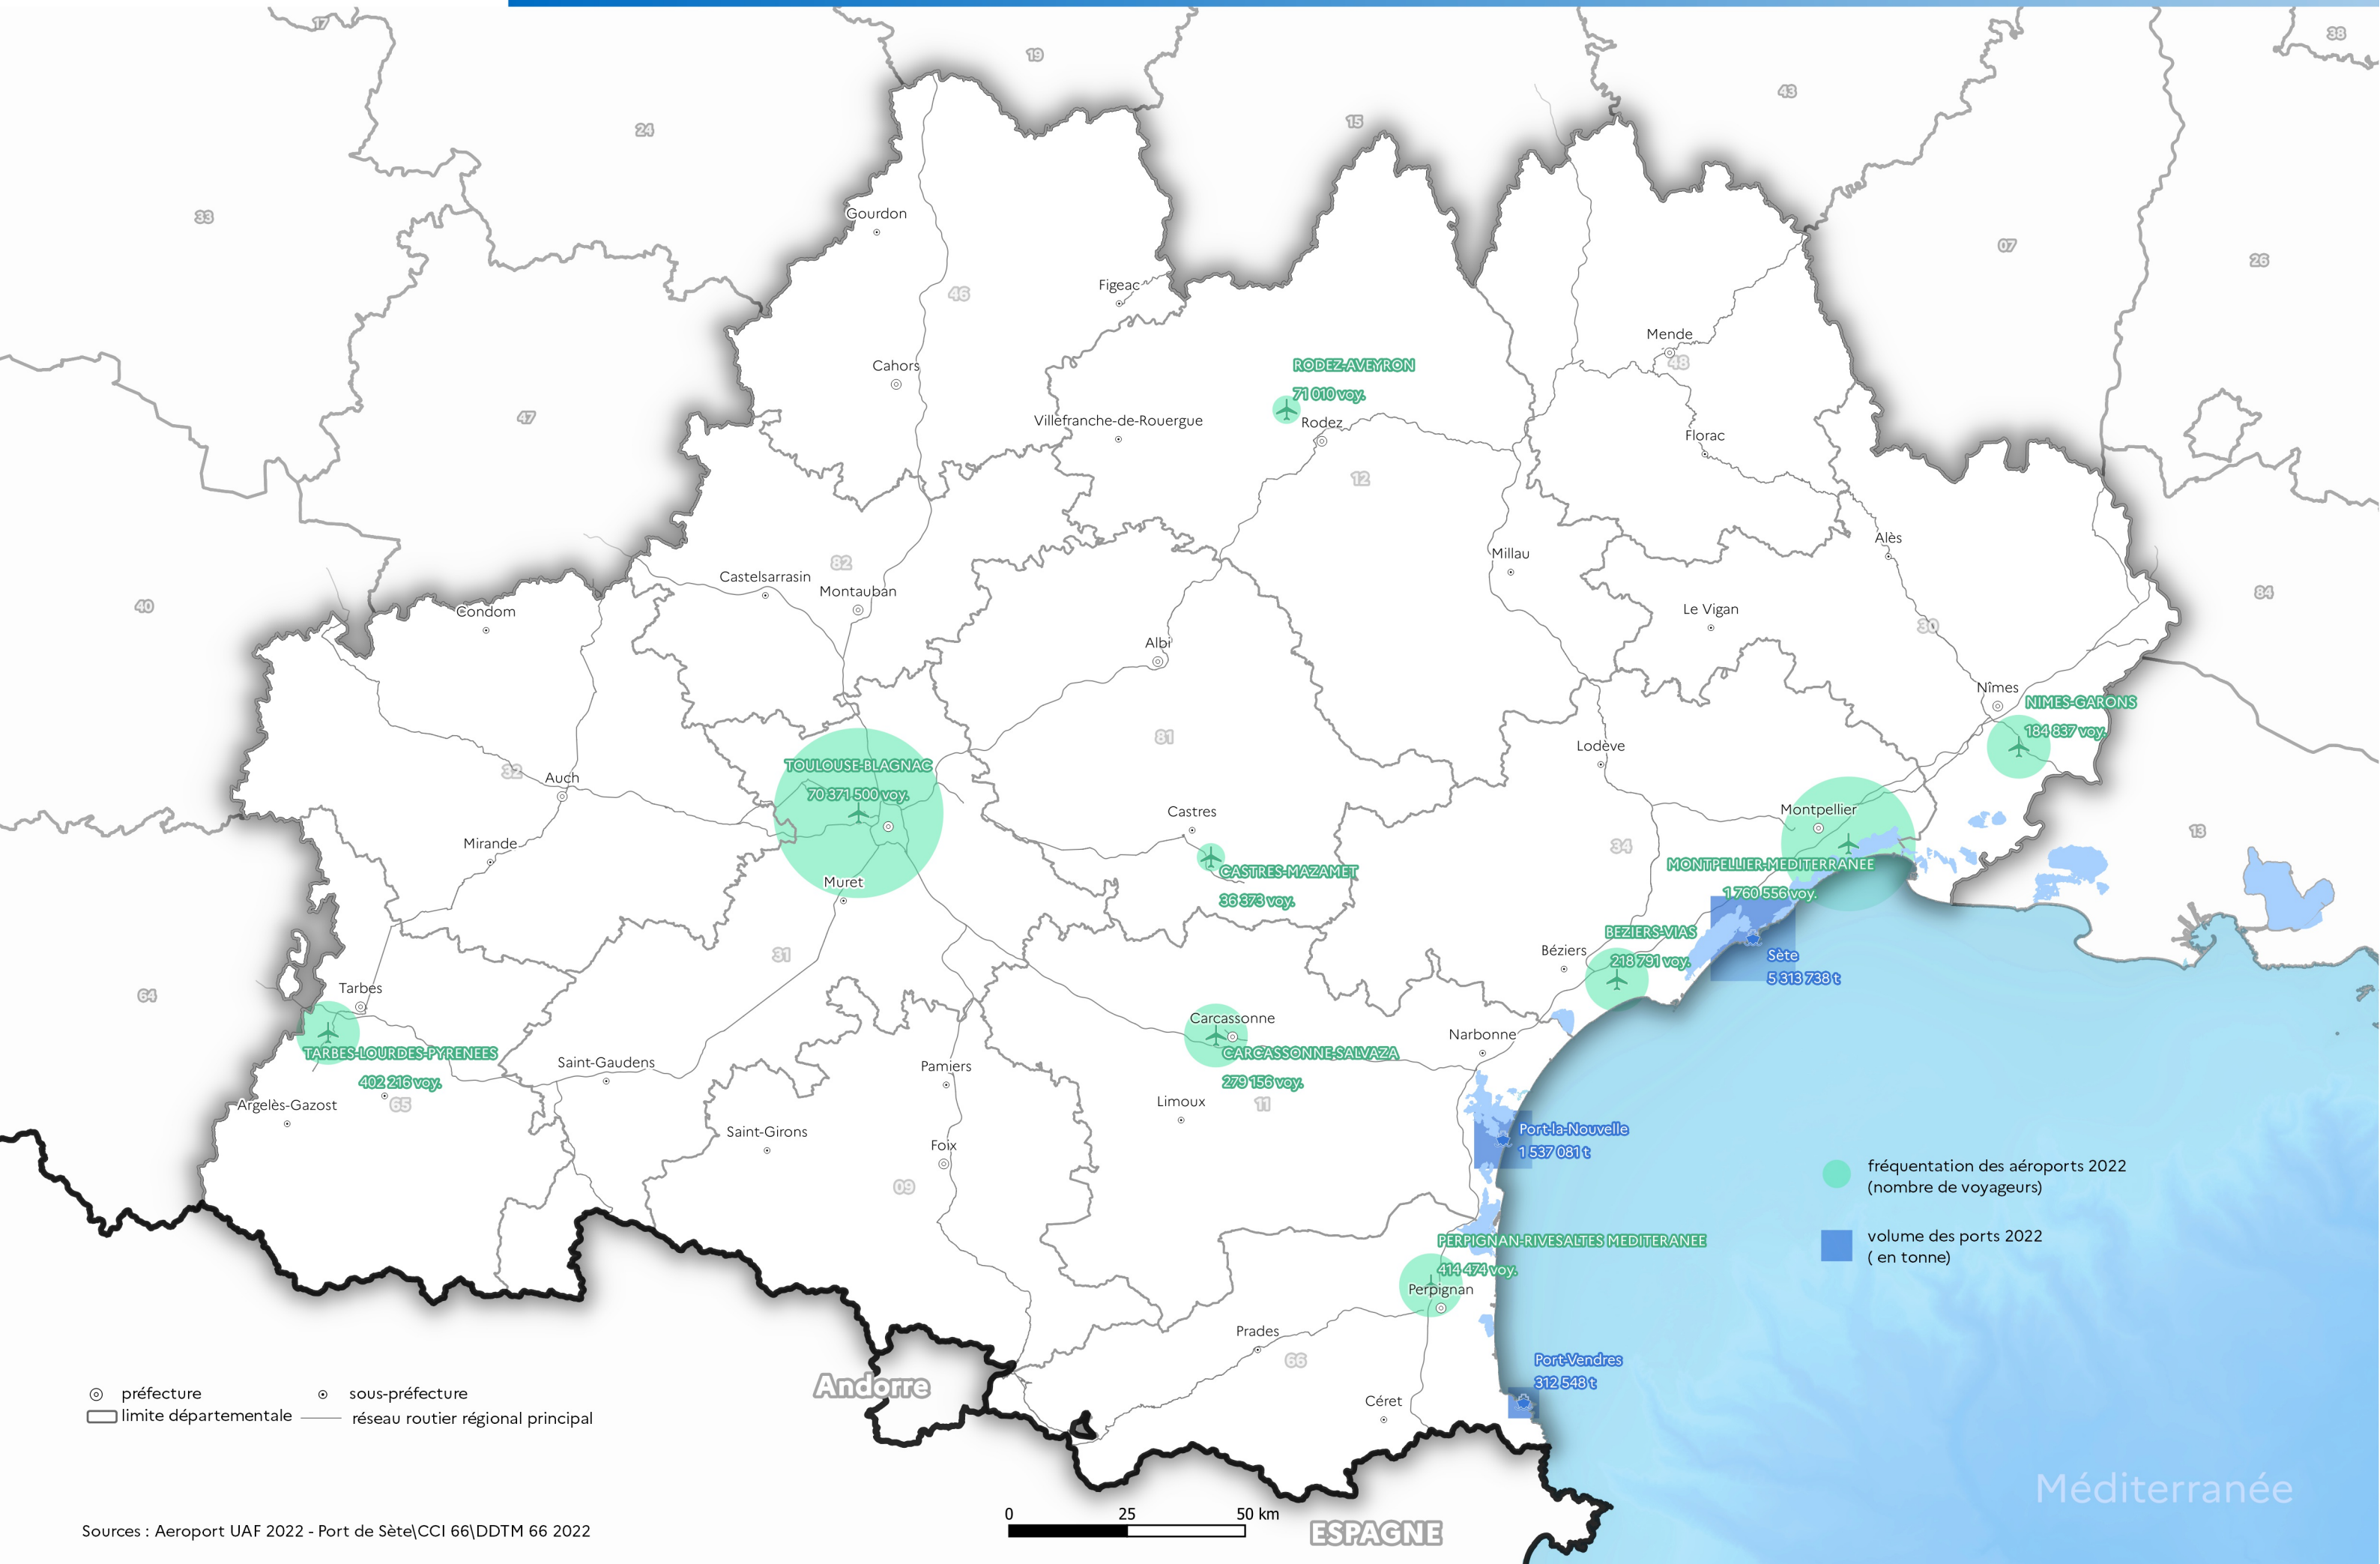 17
19
38
43
15
24
33
Gourdon
07
26
Figeac
46
Mende
48
Cahors
RODEZ-AVEYRON
71 010 voy.
47
Villefranche-de-Rouergue
Rodez
Florac
12
Alès
Millau
82
Castelsarrasin
Montauban
84
40
Condom
Le Vigan
30
Albi
Nîmes
NIMES-GARONS
184 837 voy.
81
Lodève
TOULOUSE-BLAGNAC
70 371 500 voy.
32
Auch
Castres
Montpellier
13
Mirande
34
MONTPELLIER-MEDITERRANEE
1 760 556 voy.
CASTRES-MAZAMET
36 373 voy.
Muret
BEZIERS-VIAS
218 791 voy.
Béziers
Sète
5 313 738 t
31
64
Tarbes
Carcassonne
Narbonne
TARBES-LOURDES-PYRENEES
402 216 voy.
CARCASSONNE-SALVAZA
279 156 voy.
Saint-Gaudens
Pamiers
Argelès-Gazost
65
Limoux
11
Saint-Girons
Foix
Port-la-Nouvelle
1 537 081 t
09
fréquentation des aéroports 2022
(nombre de voyageurs)
volume des ports 2022
( en tonne)
PERPIGNAN-RIVESALTES MEDITERANEE
414 474 voy.
Perpignan
Prades
66
Port-Vendres
312 548 t
Andorre
Céret
préfecture
sous-préfecture
limite départementale
réseau routier régional principal
Méditerranée
0 25 50 km
ESPAGNE
Sources : Aeroport UAF 2022 - Port de Sète\CCI 66\DDTM 66 2022